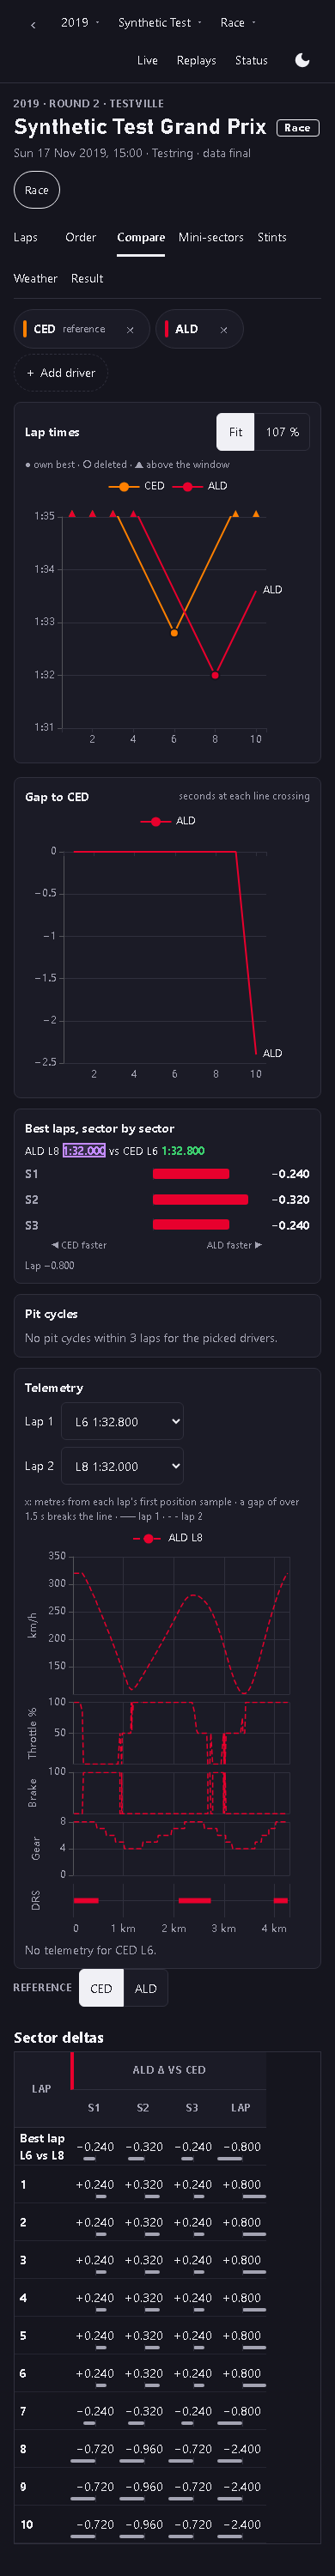 ‹ 2019 Synthetic Test Race
Live Replays Status
2019 · ROUND 2 · TESTVILLE
Synthetic Test Grand Prix Race
Sun 17 Nov 2019, 15:00 · Testring · data final
Race
Laps Order Compare Mini-sectors Stints
Weather Result
CED reference ×
ALD ×
+ Add driver
Lap times Fit 107 %
● own best · O deleted · ▲ above the window
CED ALD
1:35
1:34
ALD
1:33
1:32
1:31
2 4 6 8 10
Gap to CED seconds at each line crossing
ALD
0
−0.5
−1
−1.5
−2
ALD
−2.5
2 4 6 8 10
Best laps, sector by sector
ALD L8 1:32.000 vs CED L6 1:32.800
S1 −0.240
S2 −0.320
S3 −0.240
◀ CED faster ALD faster ▶
Lap −0.800
Pit cycles
No pit cycles within 3 laps for the picked drivers.
Telemetry
Lap 1 L6 1:32.800
Lap 2 L8 1:32.000
x: metres from each lap's first position sample · a gap of over
1.5 s breaks the line · — lap 1 · - - lap 2
ALD L8
350
300
250
200
150
km/h
100
50
Throttle %
100
Brake
8
4
0
Gear
DRS
0 1 km 2 km 3 km 4 km
No telemetry for CED L6.
REFERENCE CED ALD
Sector deltas
LAP ALD Δ VS CED
S1 S2 S3 LAP
Best lap
L6 vs L8 −0.240 −0.320 −0.240 −0.800
1 +0.240 +0.320 +0.240 +0.800
2 +0.240 +0.320 +0.240 +0.800
3 +0.240 +0.320 +0.240 +0.800
4 +0.240 +0.320 +0.240 +0.800
5 +0.240 +0.320 +0.240 +0.800
6 +0.240 +0.320 +0.240 +0.800
7 −0.240 −0.320 −0.240 −0.800
8 −0.720 −0.960 −0.720 −2.400
9 −0.720 −0.960 −0.720 −2.400
10 −0.720 −0.960 −0.720 −2.400